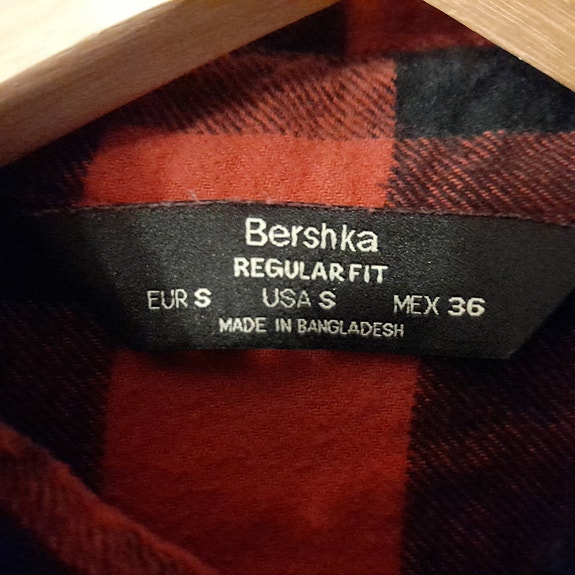 Bershka
REGULAR FIT
EUR S USA S MEX 36
MADE IN BANGLADESH